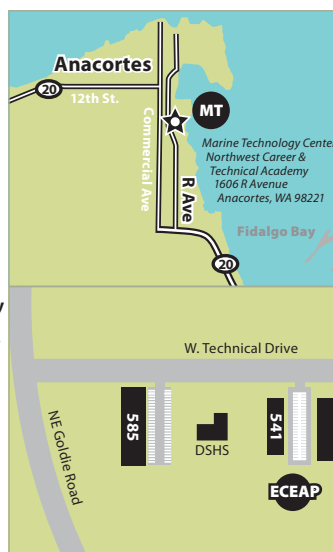 Anacortes
20
12th St.
Commercial Ave
R Ave
MT
Marine Technology Center
Northwest Career &
Technical Academy
1606 R Avenue
Anacortes, WA 98221
Fidalgo Bay
20
y
W. Technical Drive
NE Goldie Road
585
DSHS
541
ECEAP